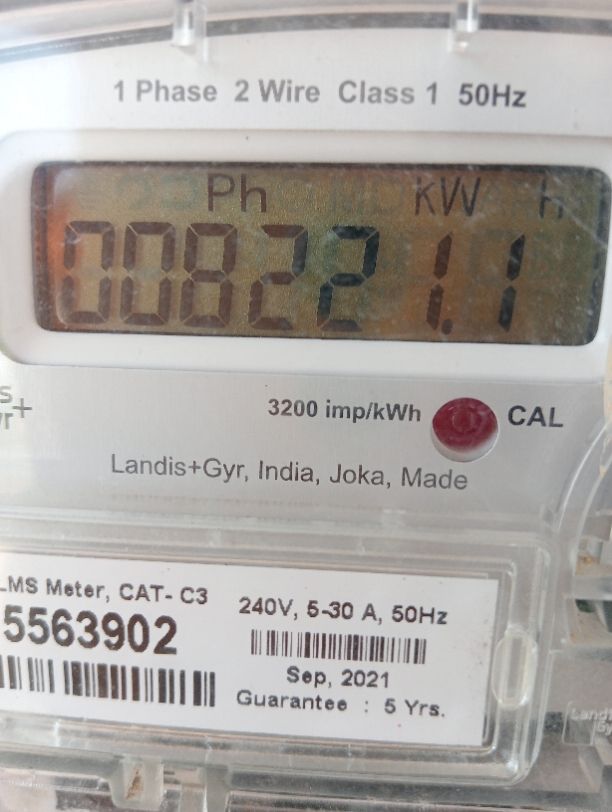 1 Phase 2 Wire Class 1 50Hz
Ph kW h
008221.1
3200 imp/kWh CAL
Landis+Gyr, India, Joka, Made
LMS Meter, CAT- C3
5563902
240V, 5-30 A, 50Hz
Sep, 2021
Guarantee : 5 Yrs.